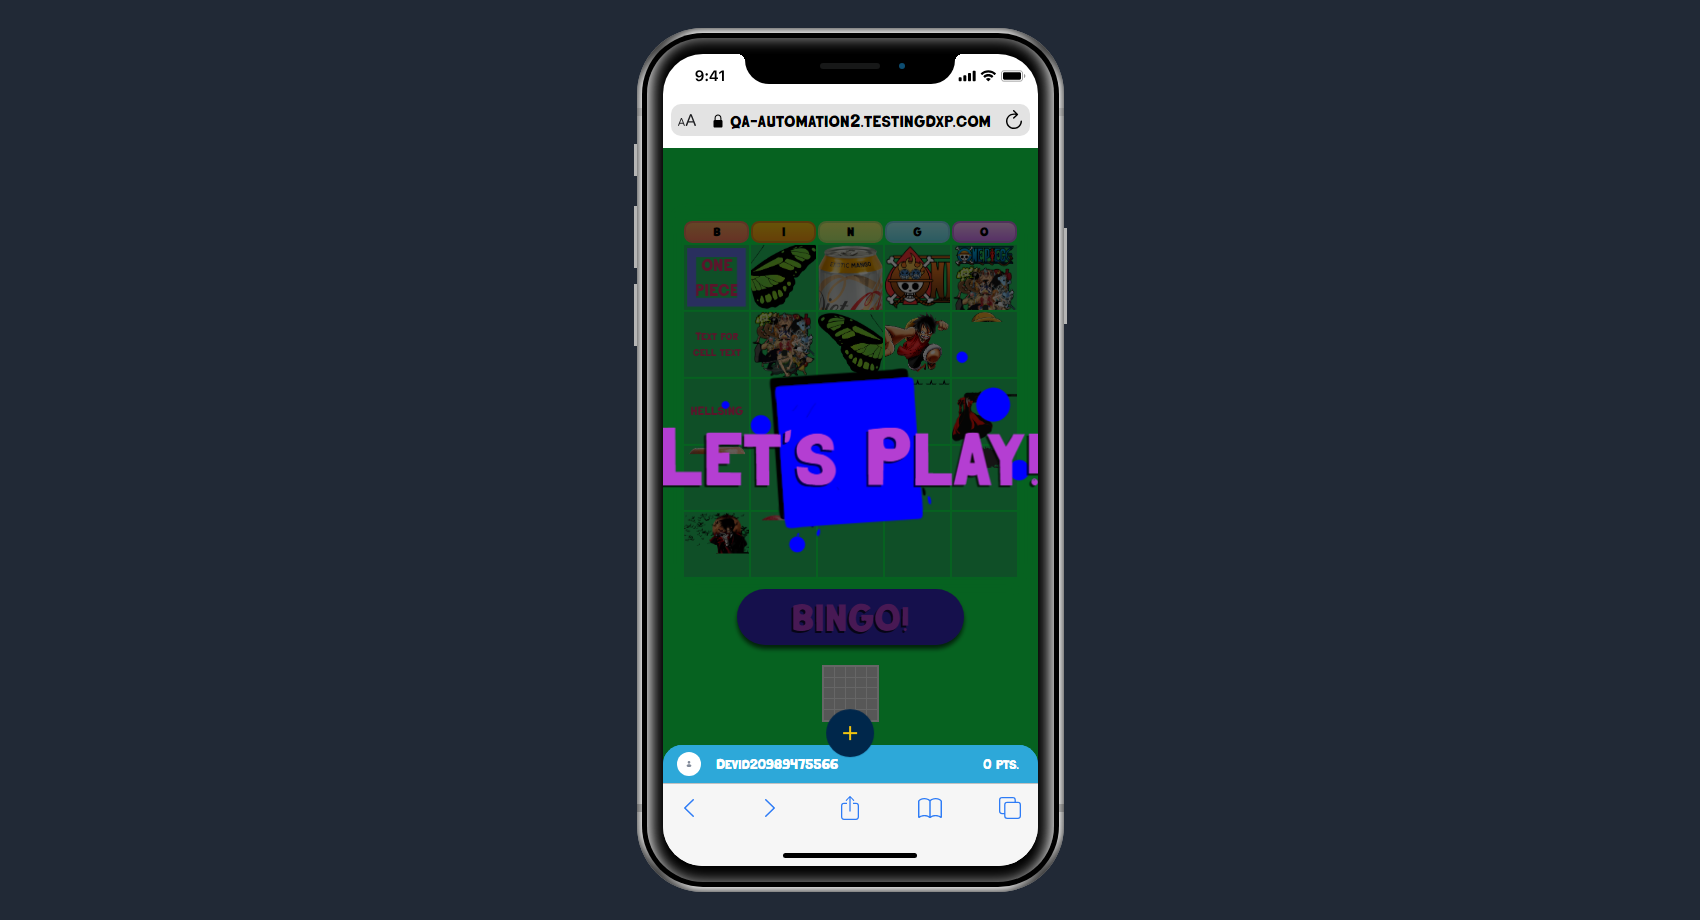 9:41
AA QA-AUTOMATION2.TESTINGDXP.COM
B I N G O
ONE
PIECE
TEXT FOR
CELL TEXT
HELLSING
LET'S PLAY!
BINGO!
+
DEVID20989475566 0 PTS.